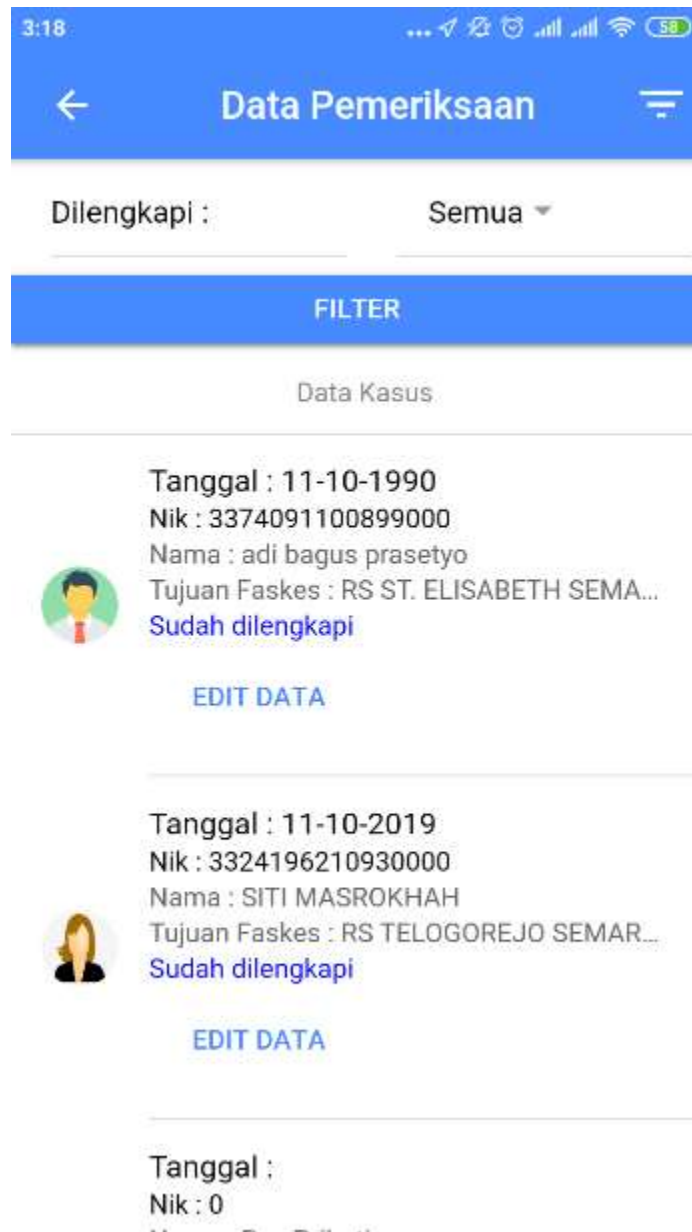 3:18 ... 58
Data Pemeriksaan
Dilengkapi : Semua
FILTER
Data Kasus
Tanggal : 11-10-1990
Nik : 3374091100899000
Nama : adi bagus prasetyo
Tujuan Faskes : RS ST. ELISABETH SEMA...
Sudah dilengkapi
EDIT DATA
Tanggal : 11-10-2019
Nik : 3324196210930000
Nama : SITI MASROKHAH
Tujuan Faskes : RS TELOGOREJO SEMAR...
Sudah dilengkapi
EDIT DATA
Tanggal :
Nik : 0